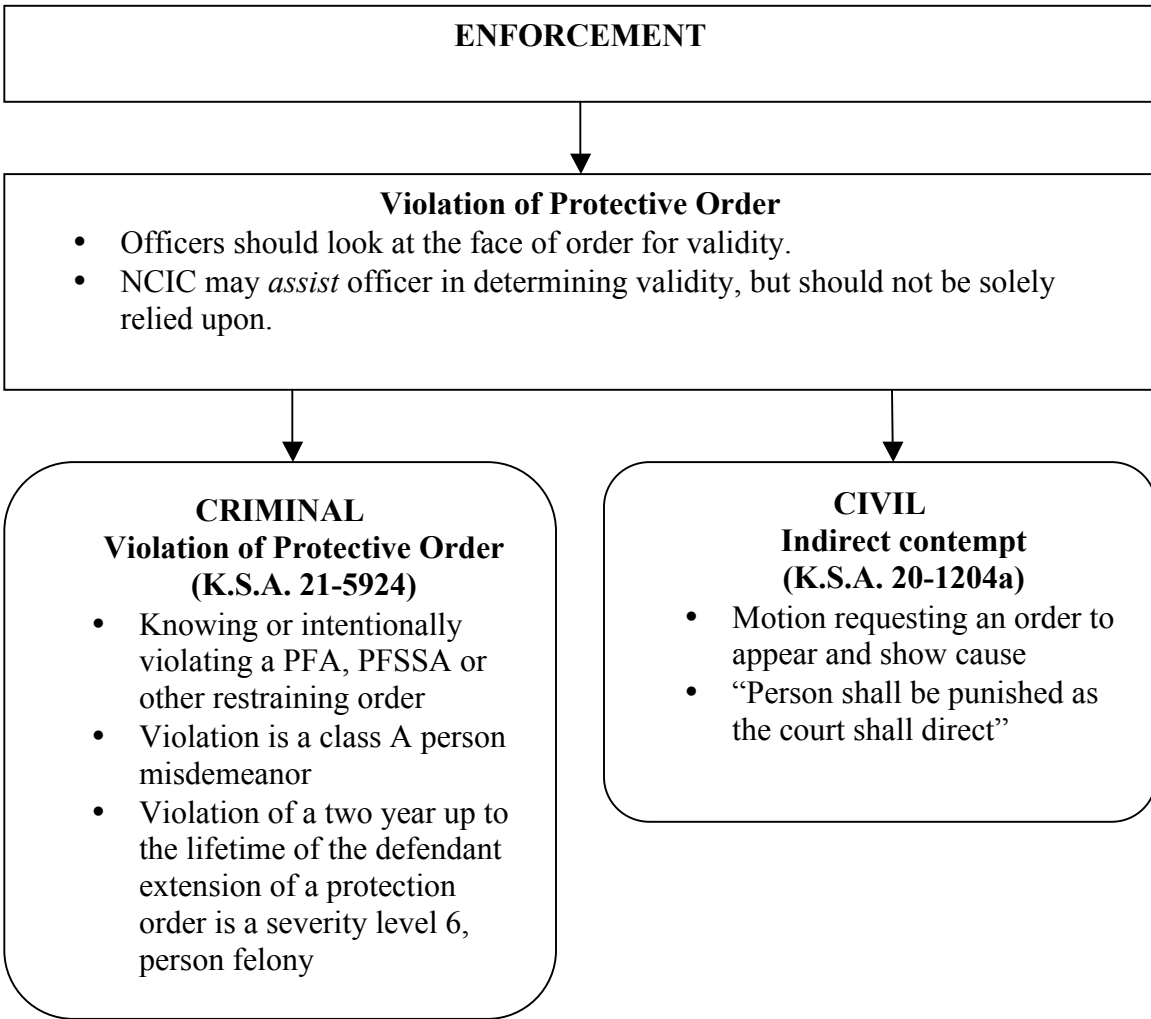 ENFORCEMENT
Violation of Protective Order
• Officers should look at the face of order for validity.
• NCIC may assist officer in determining validity, but should not be solely
relied upon.
CRIMINAL
Violation of Protective Order
(K.S.A. 21-5924)
• Knowing or intentionally
violating a PFA, PFSSA or
other restraining order
• Violation is a class A person
misdemeanor
• Violation of a two year up to
the lifetime of the defendant
extension of a protection
order is a severity level 6,
person felony
CIVIL
Indirect contempt
(K.S.A. 20-1204a)
• Motion requesting an order to
appear and show cause
• “Person shall be punished as
the court shall direct”